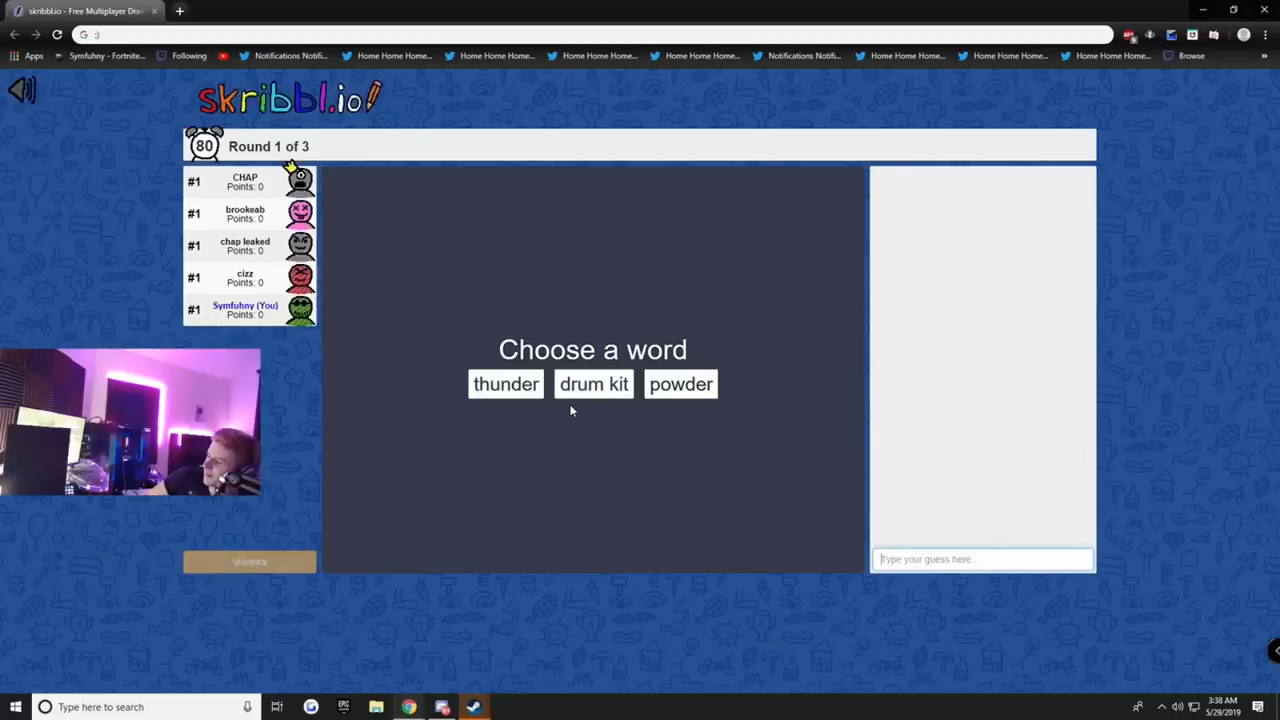 skribbl.io - Free Multiplayer Dra
:)
Apps
Symfuhny - Fortnite...
Following
Notifications Notifi...
Home Home Home...
Home Home Home...
Home Home Home...
Home Home Home...
Notifications Notifi...
Home Home Home...
Home Home Home...
Home Home Home...
Browse
»
skribbl.io
80
Round 1 of 3
#1
CHAP
Points: 0
#1
brookeab
Points: 0
#1
chap leaked
Points: 0
#1
cizz
Points: 0
#1
Symfuhny (You)
Points: 0
Choose a word
thunder
drum kit
powder
Type your guess here...
Type here to search
EPIC
3:38 AM
5/29/2019